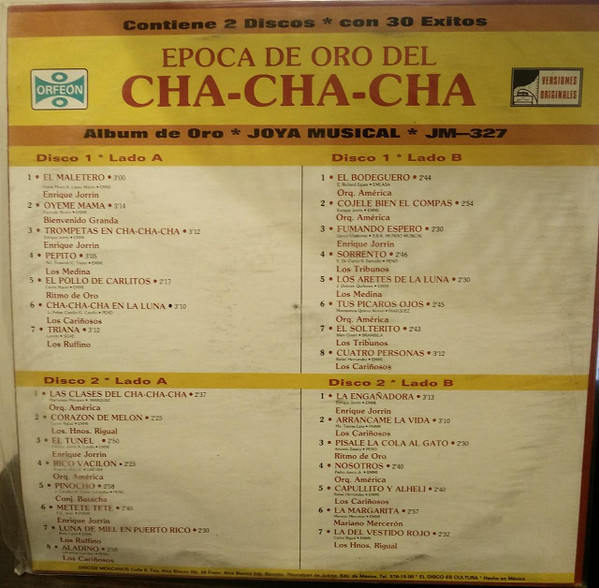 Contiene 2 Discos * con 30 Exitos
EPOCA DE ORO DEL
CHA-CHA-CHA
ORFEÓN
VERSIONES
ORIGINALES
Album de Oro * JOYA MUSICAL * JM—327
Disco 1 * Lado A
1 • EL MALETERO • 3'00
Enrique Jorrin
2 • OYEME MAMA • 3'14
Bienvenido Granda
3 • TROMPETAS EN CHA-CHA-CHA • 3'12
Enrique Jorrin
4 • PEPITO • 3'05
Los Medina
5 • EL POLLO DE CARLITOS • 2'17
Ritmo de Oro
6 • CHA-CHA-CHA EN LA LUNA • 3'10
Los Cariñosos
7 • TRIANA • 3'10
Los Ruffino
Disco 1 * Lado B
1 • EL BODEGUERO • 2'44
Orq. América
2 • COJELE BIEN EL COMPAS • 2'54
Orq. América
3 • FUMANDO ESPERO • 2'30
Enrique Jorrin
4 • SORRENTO • 2'46
Los Tribunos
5 • LOS ARETES DE LA LUNA • 2'30
Los Medina
6 • TUS PICAROS OJOS • 2'45
Orq. América
7 • EL SOLTERITO • 2'43
Los Tribunos
8 • CUATRO PERSONAS • 3'12
Los Cariñosos
Disco 2 * Lado A
1 • LAS CLASES DEL CHA-CHA-CHA • 2'37
Orq. América
2 • CORAZON DE MELON • 2'25
Los. Hnos. Rigual
3 • EL TUNEL • 2'50
Enrique Jorrin
4 • RICO VACILON • 2'25
Orq. América
5 • PINOCHO • 2'58
Conj. Batacha
6 • METETE TETE • 2'40
Enrique Jorrin
7 • LUNA DE MIEL EN PUERTO RICO • 2'30
Los Ruffino
8 • ALADINO • 2'58
Los Cariñosos
Disco 2 * Lado B
1 • LA ENGAÑADORA • 3'13
Enrique Jorrin
2 • ARRANCAME LA VIDA • 3'10
Los Cariñosos
3 • PISALE LA COLA AL GATO • 2'30
Ritmo de Oro
4 • NOSOTROS • 2'40
Orq. América
5 • CAPULLITO Y ALHELI • 2'40
Los Cariñosos
6 • LA MARGARITA • 2'57
Mariano Mercerón
7 • LA DEL VESTIDO ROJO • 2'32
Los Hnos. Rigual